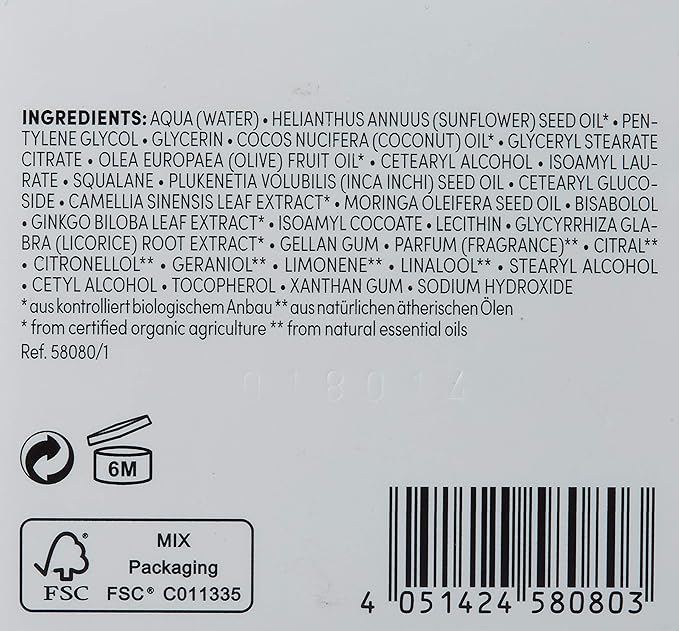 INGREDIENTS: AQUA (WATER) • HELIANTHUS ANNUUS (SUNFLOWER) SEED OIL* • PEN-
TYLENE GLYCOL • GLYCERIN • COCOS NUCIFERA (COCONUT) OIL* • GLYCERYL STEARATE
CITRATE • OLEA EUROPAEA (OLIVE) FRUIT OIL* • CETEARYL ALCOHOL • ISOAMYL LAU-
RATE • SQUALANE • PLUKENETIA VOLUBILIS (INCA INCHI) SEED OIL • CETEARYL GLUCO-
SIDE • CAMELLIA SINENSIS LEAF EXTRACT* • MORINGA OLEIFERA SEED OIL • BISABOLOL
• GINKGO BILOBA LEAF EXTRACT* • ISOAMYL COCOATE • LECITHIN • GLYCYRRHIZA GLA-
BRA (LICORICE) ROOT EXTRACT* • GELLAN GUM • PARFUM (FRAGRANCE)** • CITRAL**
• CITRONELLOL** • GERANIOL** • LIMONENE** • LINALOOL** • STEARYL ALCOHOL
• CETYL ALCOHOL • TOCOPHEROL • XANTHAN GUM • SODIUM HYDROXIDE
* aus kontrolliert biologischem Anbau ** aus natürlichen ätherischen Ölen
* from certified organic agriculture ** from natural essential oils
Ref. 58080/1
018014
6M
MIX
Packaging
FSC® C011335
FSC®
4 051424 580803